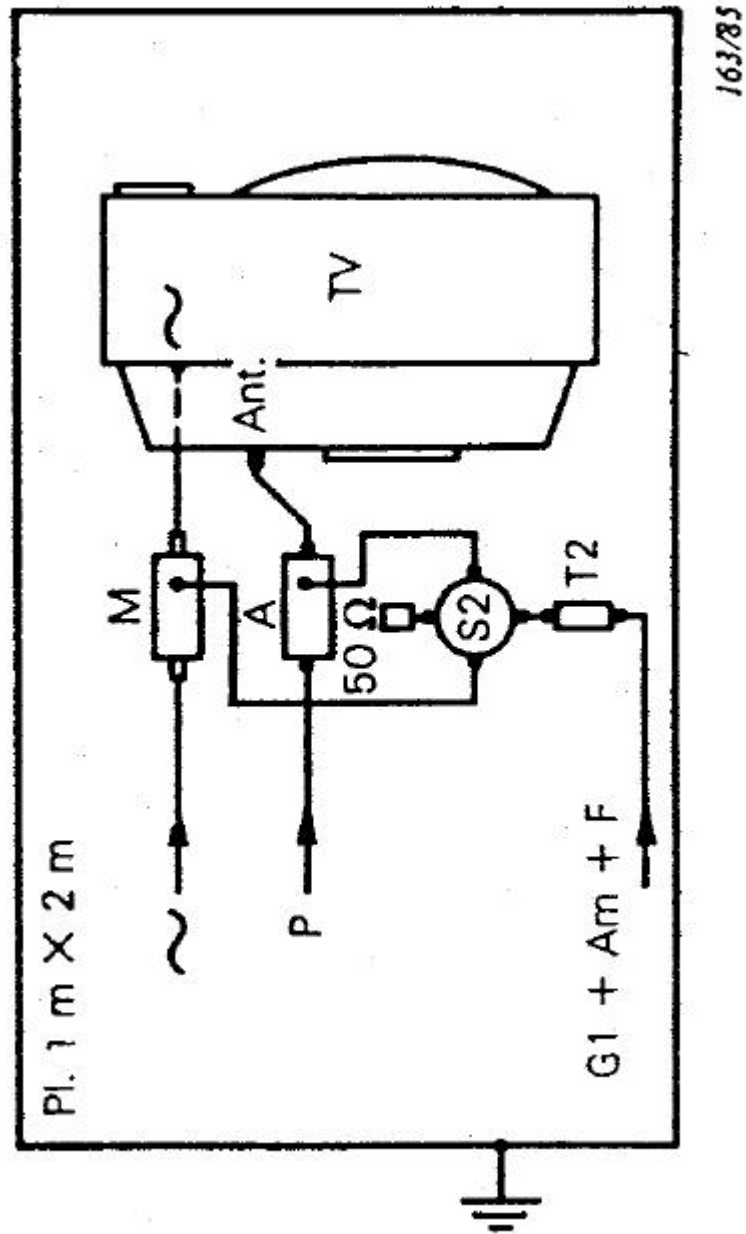 163/85
Pl. 1 m X 2 m
~
M
~
TV
Ant.
P
A
50 Ω
S2
T2
G1 + Am + F